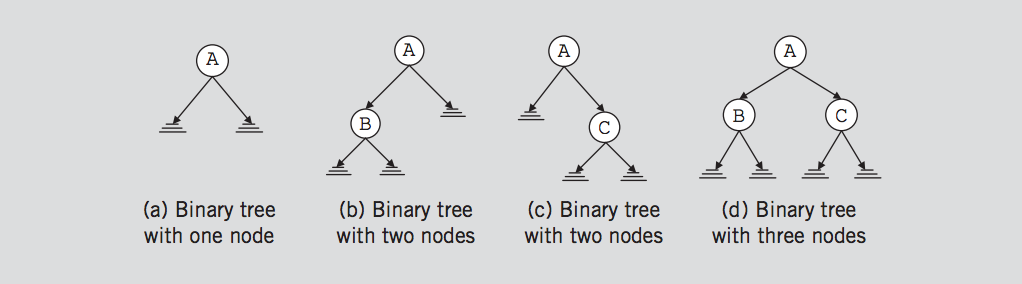 A
A
B
A
C
A
B
C
(a) Binary tree
with one node
(b) Binary tree
with two nodes
(c) Binary tree
with two nodes
(d) Binary tree
with three nodes